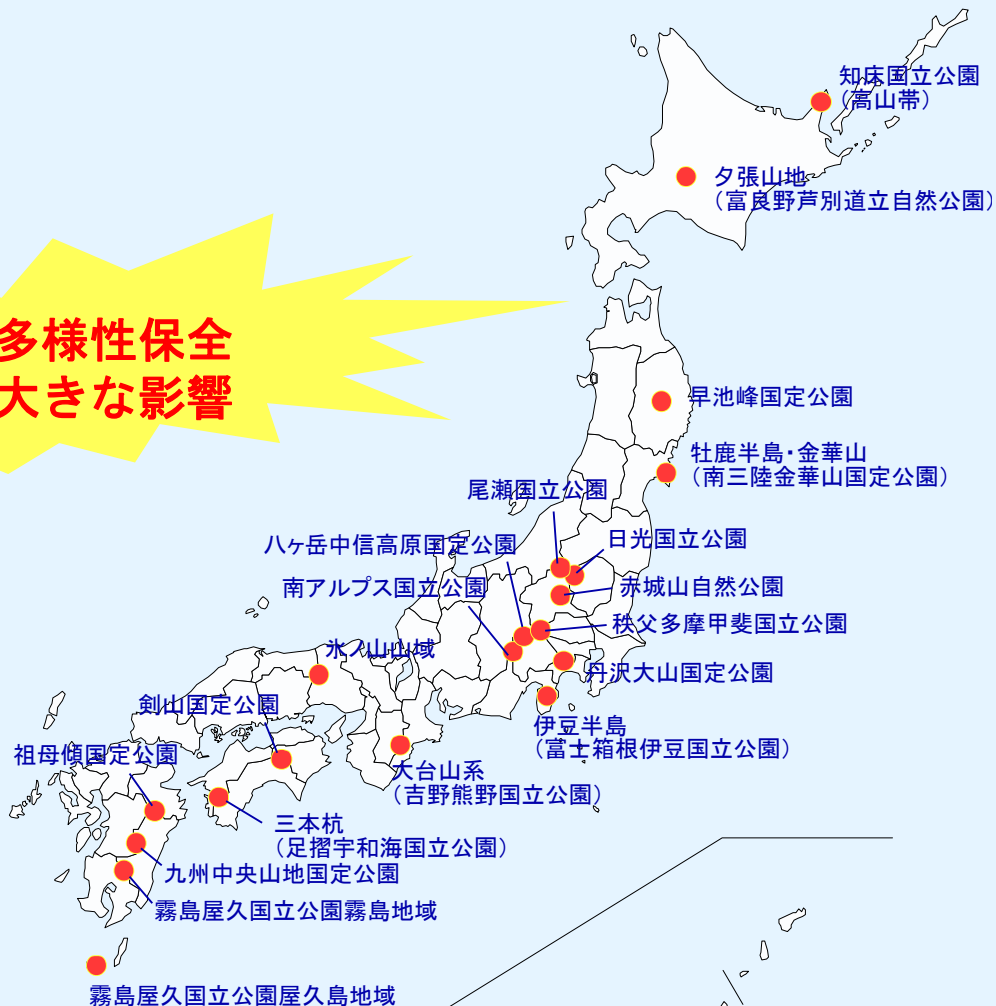 知床国立公園
（高山帯）
夕張山地
（富良野芦別道立自然公園）
多様性保全
大きな影響
早池峰国定公園
牡鹿半島・金華山
（南三陸金華山国定公園）
尾瀬国立公園
日光国立公園
八ヶ岳中信高原国定公園
南アルプス国立公園
赤城山自然公園
秩父多摩甲斐国立公園
氷ノ山山域
丹沢大山国定公園
剣山国定公園
伊豆半島
（富士箱根伊豆国立公園）
祖母傾国定公園
大台山系
（吉野熊野国立公園）
三本杭
（足摺宇和海国立公園）
九州中央山地国定公園
霧島屋久国立公園霧島地域
霧島屋久国立公園屋久島地域